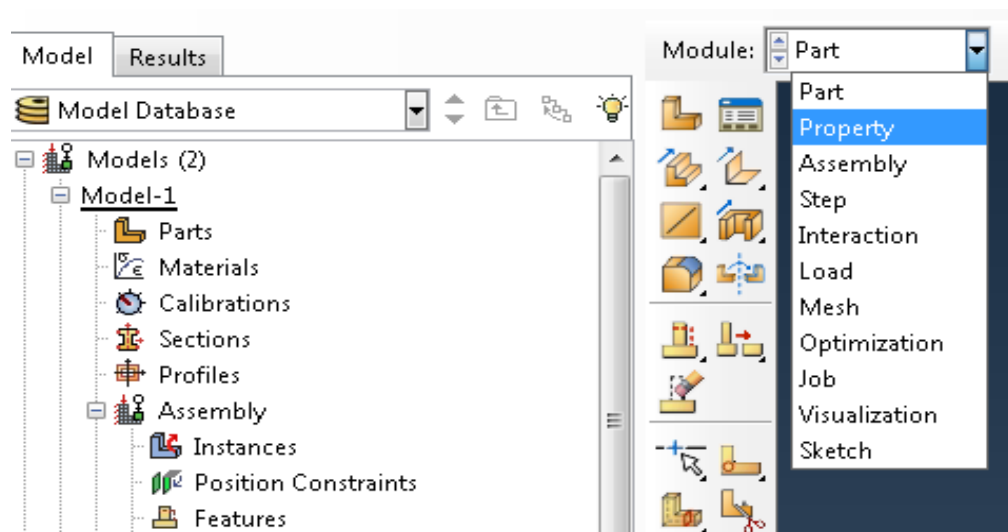 Model
Results
Model Database
Models (2)
Model-1
Parts
Materials
Calibrations
Sections
Profiles
Assembly
Instances
Position Constraints
Features
Module: Part
Part
Property
Assembly
Step
Interaction
Load
Mesh
Optimization
Job
Visualization
Sketch